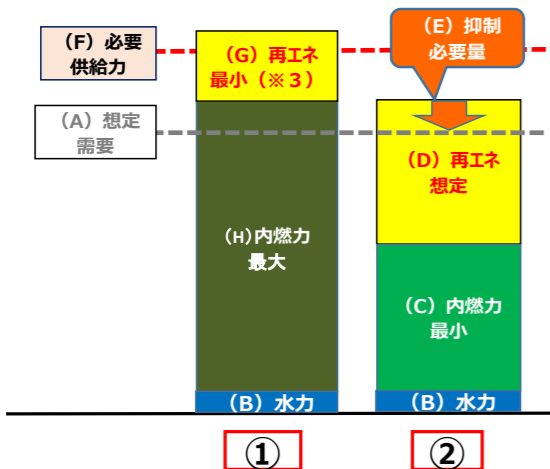 （F）必要
供給力
（A）想定
需要
（G）再エネ
最小（※３）
（H）内燃力
最大
（B）水力
①
（E）抑制
必要量
（D）再エネ
想定
（C）内燃力
最小
（B）水力
②